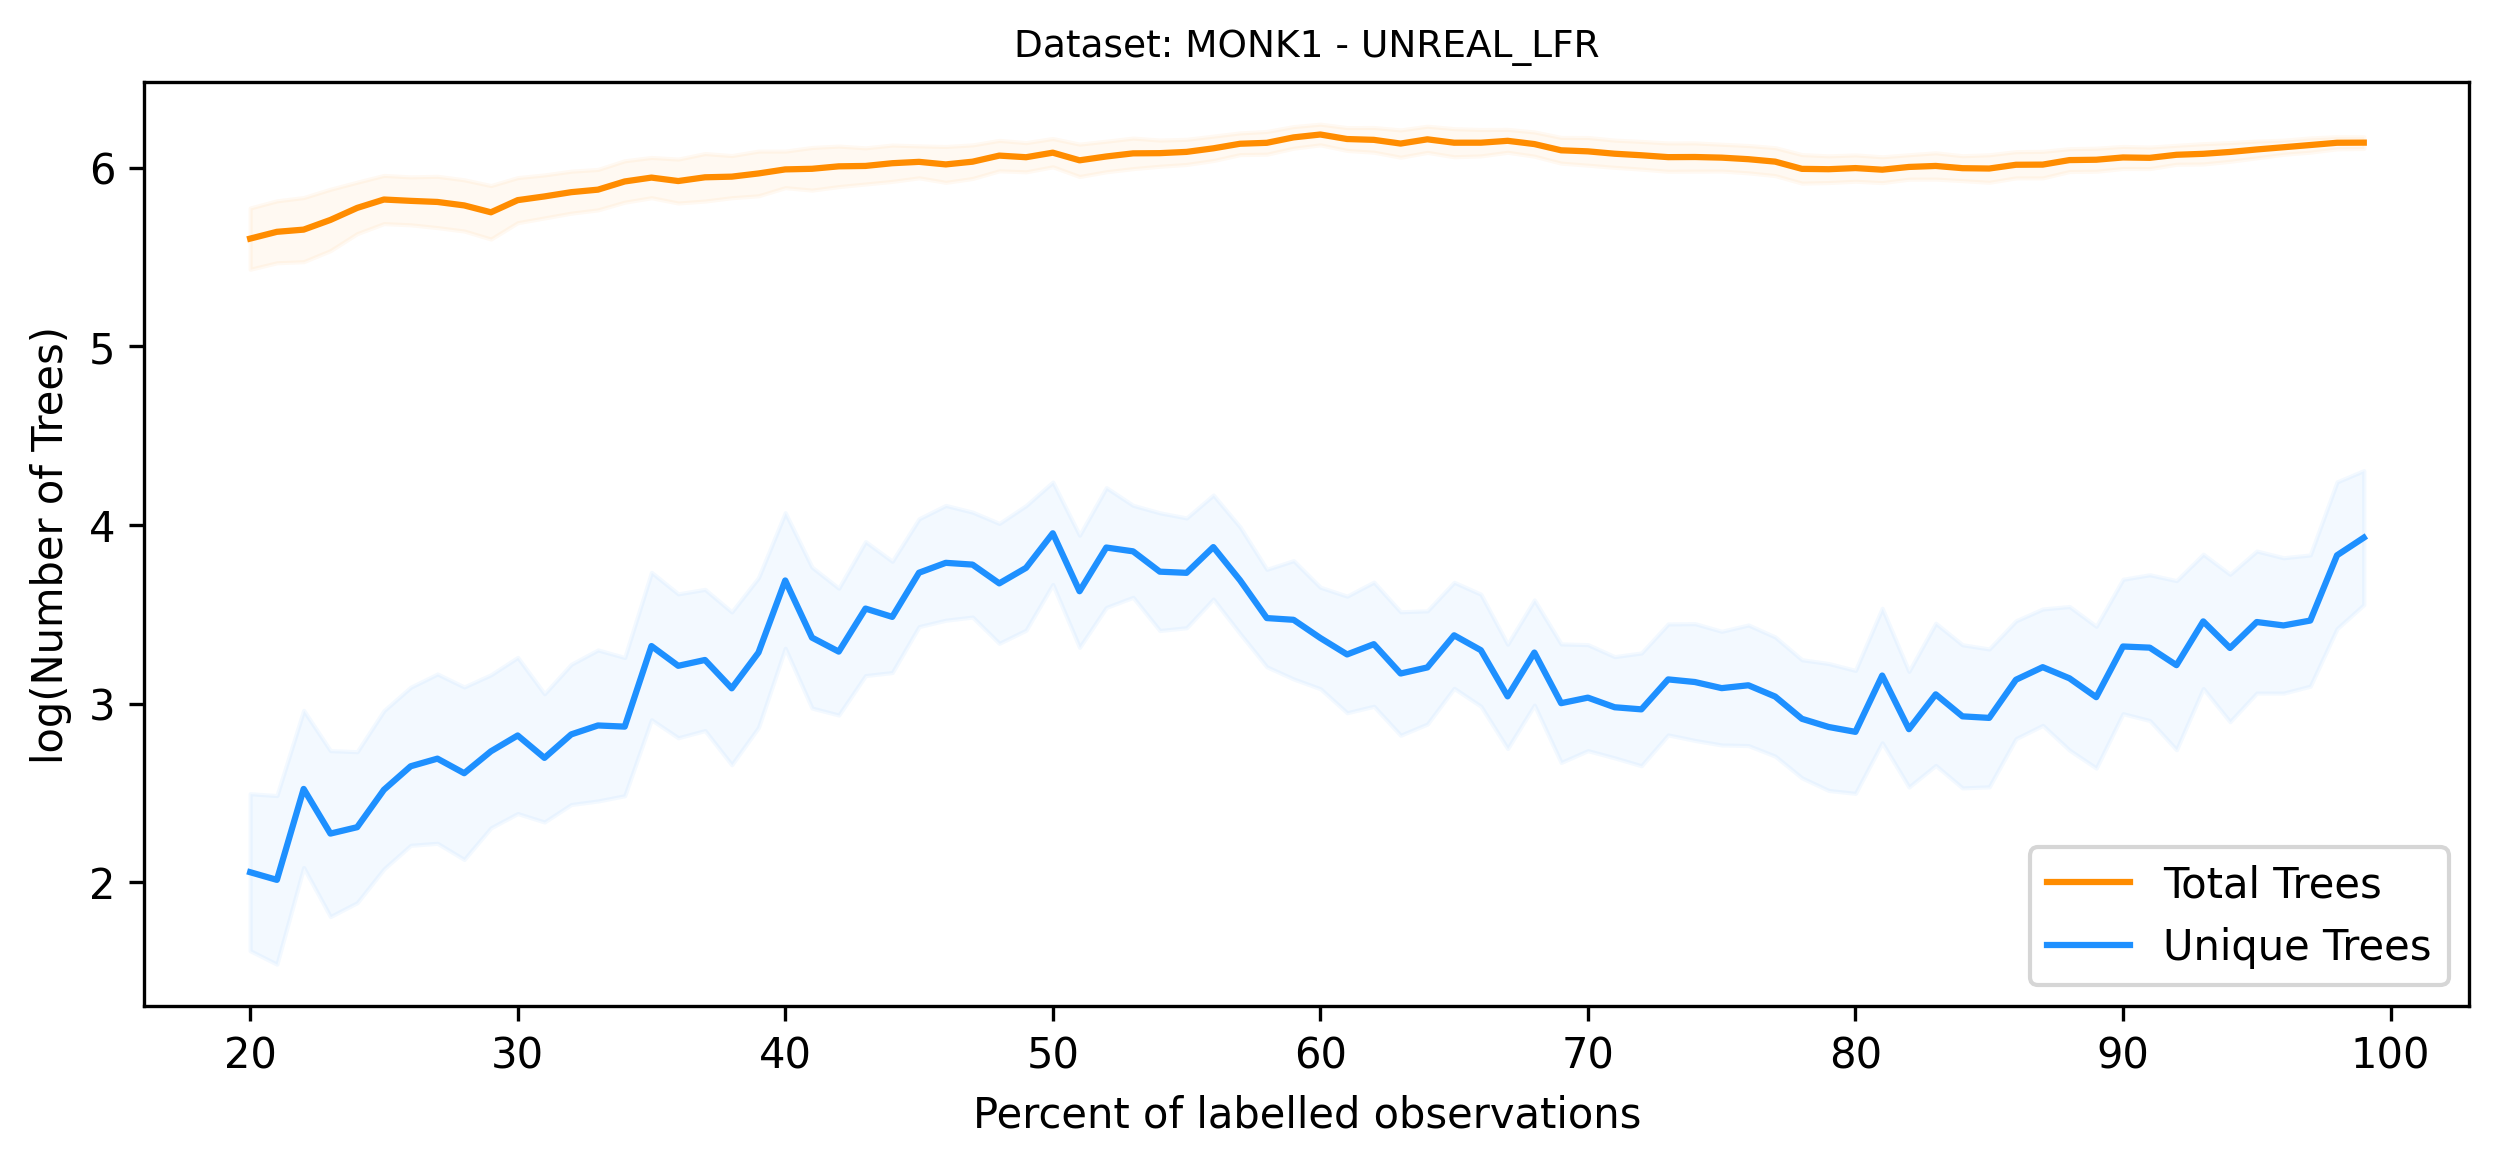 Dataset: MONK1 - UNREAL_LFR
log(Number of Trees)
6
5
4
3
2
Total Trees
Unique Trees
20 30 40 50 60 70 80 90 100
Percent of labelled observations